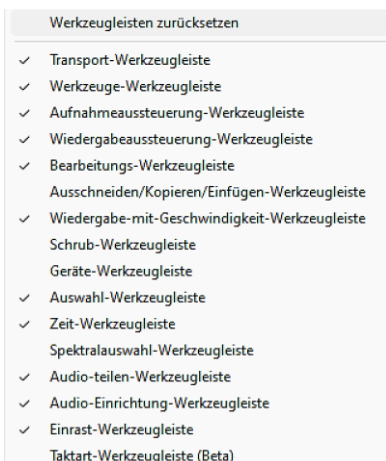 Werkzeugleisten zurücksetzen
Transport-Werkzeugleiste
Werkzeuge-Werkzeugleiste
Aufnahmeaussteuerung-Werkzeugleiste
Wiedergabeaussteuerung-Werkzeugleiste
Bearbeitungs-Werkzeugleiste
Ausschneiden/Kopieren/Einfügen-Werkzeugleiste
Wiedergabe-mit-Geschwindigkeit-Werkzeugleiste
Schrub-Werkzeugleiste
Geräte-Werkzeugleiste
Auswahl-Werkzeugleiste
Zeit-Werkzeugleiste
Spektralauswahl-Werkzeugleiste
Audio-teilen-Werkzeugleiste
Audio-Einrichtung-Werkzeugleiste
Einrast-Werkzeugleiste
Taktart-Werkzeugleiste (Beta)